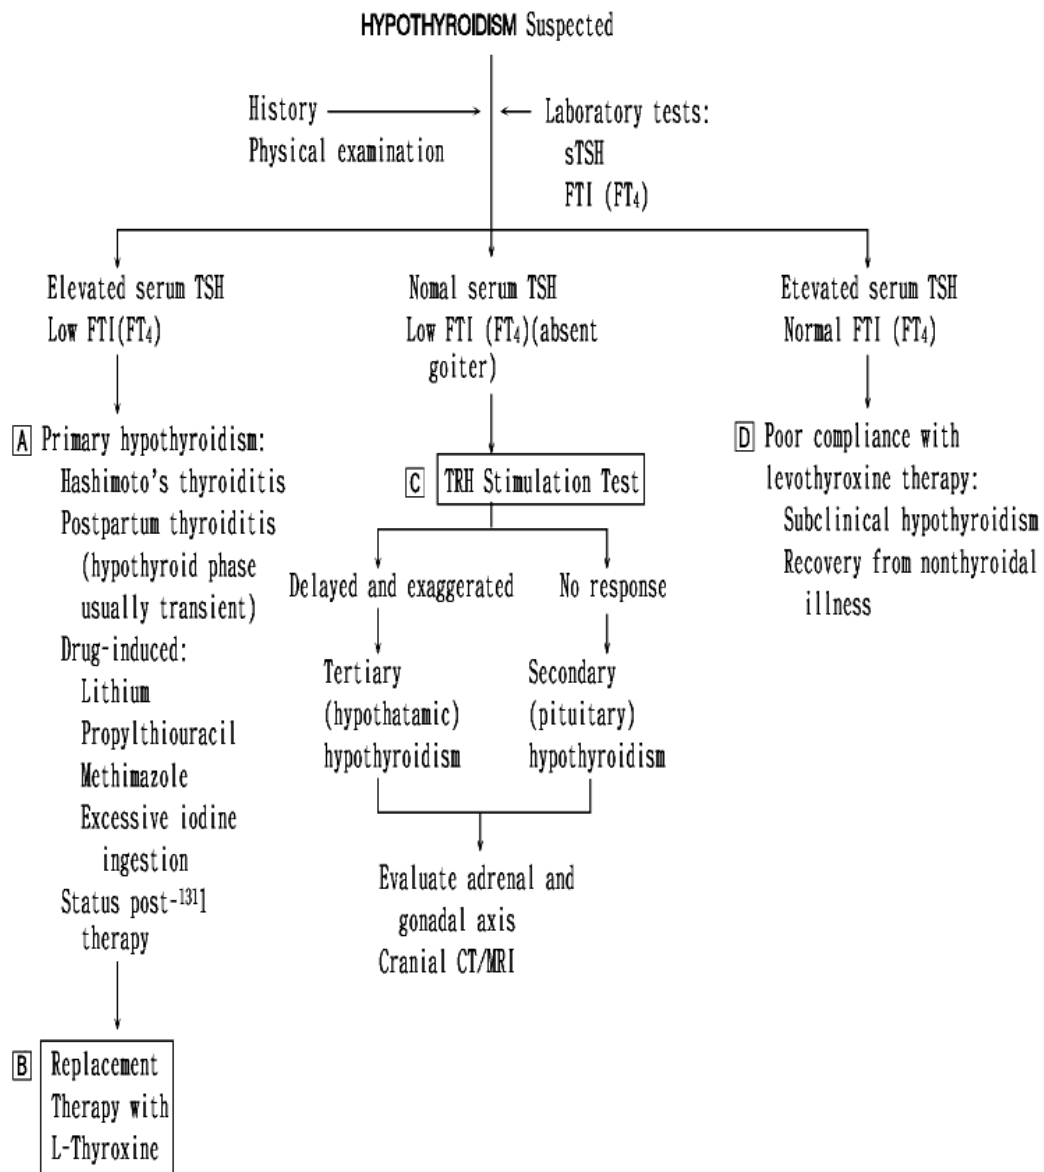 HYPOTHYROIDISM Suspected
History
Physical examination
Laboratory tests:
sTSH
FTI (FT₄)
Elevated serum TSH
Low FTI(FT₄)
Nomal serum TSH
Low FTI (FT₄)(absent
goiter)
Etevated serum TSH
Normal FTI (FT₄)
A Primary hypothyroidism:
Hashimoto's thyroiditis
Postpartum thyroiditis
(hypothyroid phase
usually transient)
Drug-induced:
Lithium
Propylthiouracil
Methimazole
Excessive iodine
ingestion
Status post-¹³¹l
therapy
B Replacement
Therapy with
L-Thyroxine
C TRH Stimulation Test
Delayed and exaggerated
No response
Tertiary
(hypothatamic)
hypothyroidism
Secondary
(pituitary)
hypothyroidism
Evaluate adrenal and
gonadal axis
Cranial CT/MRI
D Poor compliance with
levothyroxine therapy:
Subclinical hypothyroidism
Recovery from nonthyroidal
illness